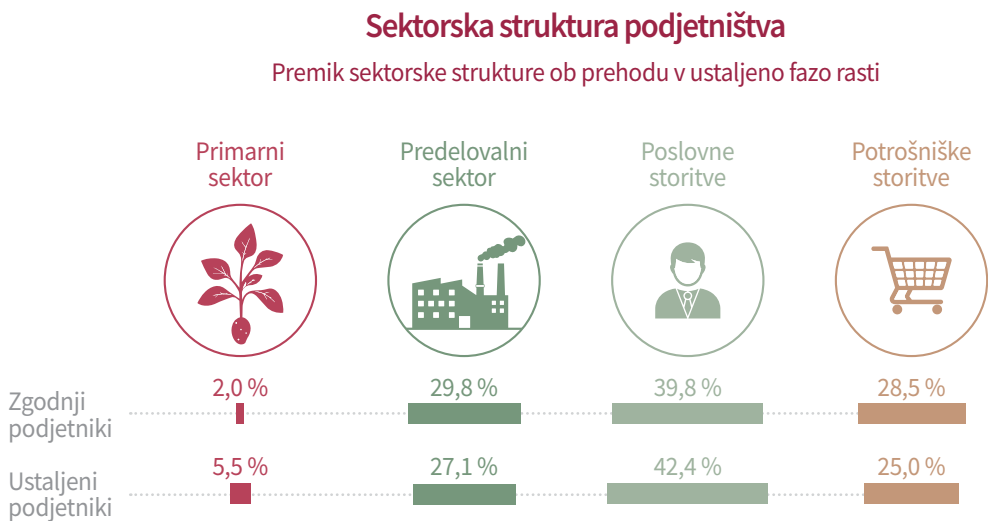 Sektorska struktura podjetništva
Premik sektorske strukture ob prehodu v ustaljeno fazo rasti
Primarni
sektor
Predelovalni
sektor
Poslovne
storitve
Potrošniške
storitve
Zgodnji
podjetniki
2,0 %
29,8 %
39,8 %
28,5 %
Ustaljeni
podjetniki
5,5 %
27,1 %
42,4 %
25,0 %